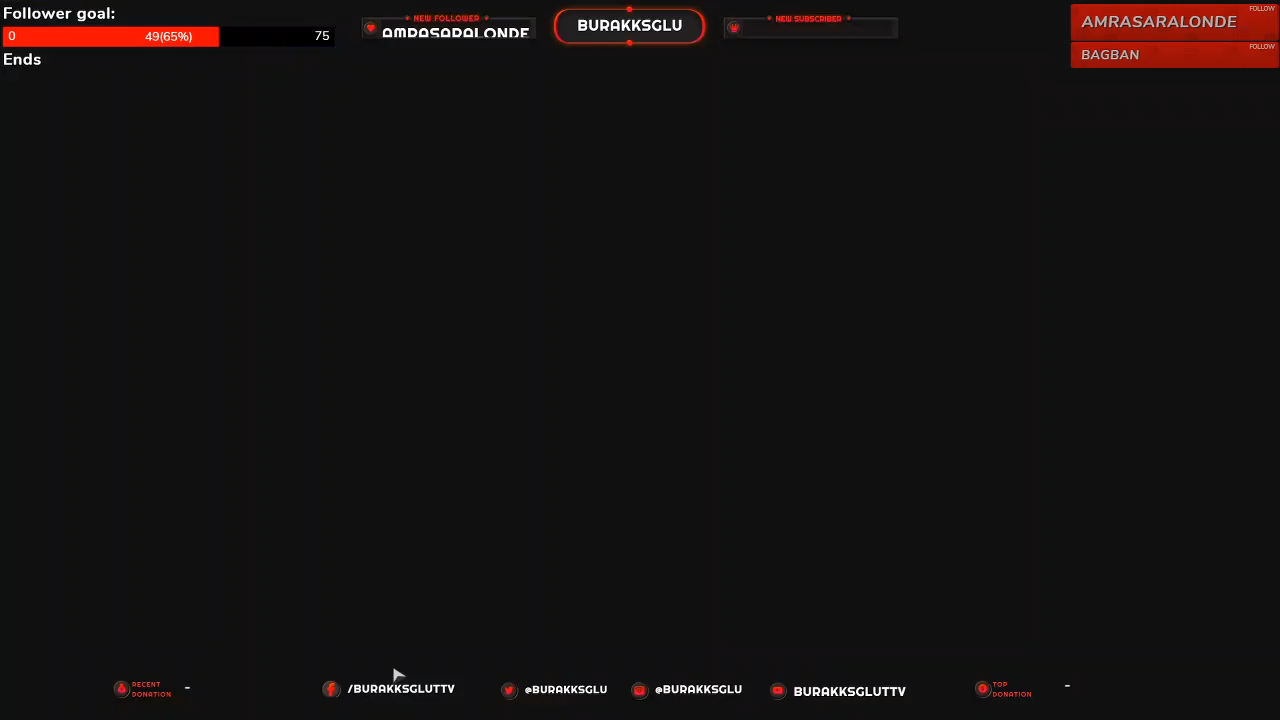 Follower goal:
0 49(65%) 75
Ends
NEW FOLLOWER
AMRASARALONDE
BURAKKSGLU
NEW SUBSCRIBER
FOLLOW
AMRASARALONDE
FOLLOW
BAGBAN
RECENT
DONATION
-
/BURAKKSGLUTTV
@BURAKKSGLU
@BURAKKSGLU
BURAKKSGLUTTV
TOP
DONATION
-